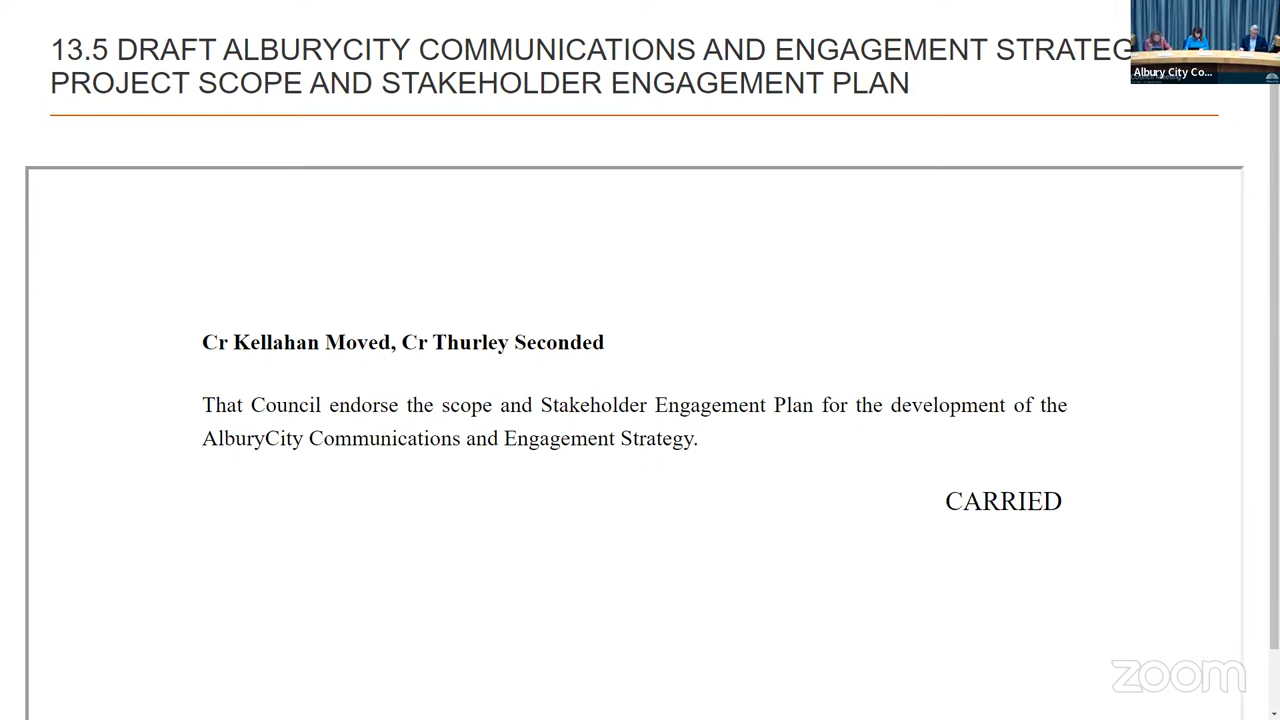 13.5 DRAFT ALBURYCITY COMMUNICATIONS AND ENGAGEMENT STRATEG
PROJECT SCOPE AND STAKEHOLDER ENGAGEMENT PLAN
Albury City Co...
Cr Kellahan Moved, Cr Thurley Seconded
That Council endorse the scope and Stakeholder Engagement Plan for the development of the
AlburyCity Communications and Engagement Strategy.
CARRIED
zoom